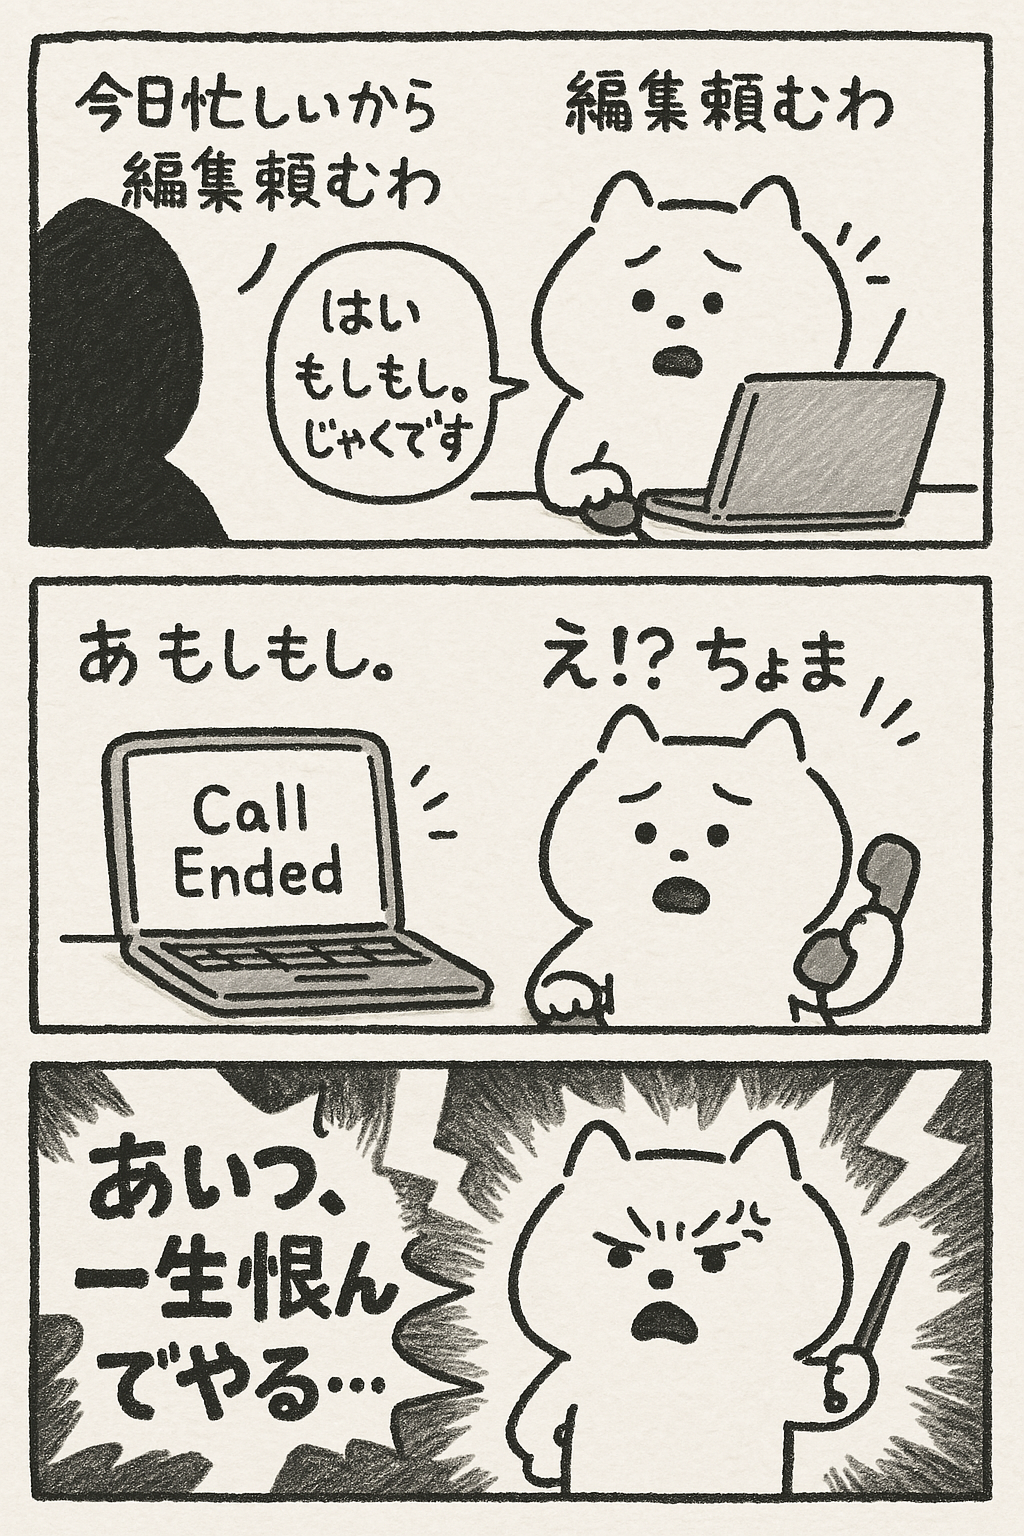 今日忙しいから
編集頼むわ
編集頼むわ
はい
もしもし。
じゃくです
あ もしもし。
え!? ちょま
Call
Ended
あいつ、
一生恨ん
でやる…